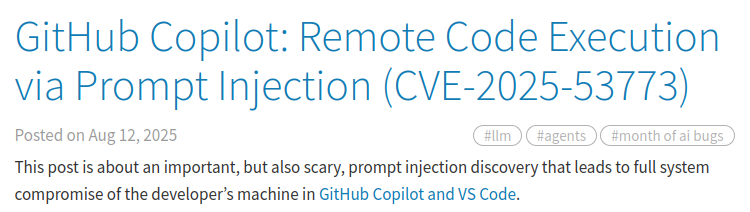 GitHub Copilot: Remote Code Execution
via Prompt Injection (CVE-2025-53773)
Posted on Aug 12, 2025 #llm #agents #month of ai bugs
This post is about an important, but also scary, prompt injection discovery that leads to full system
compromise of the developer's machine in GitHub Copilot and VS Code.